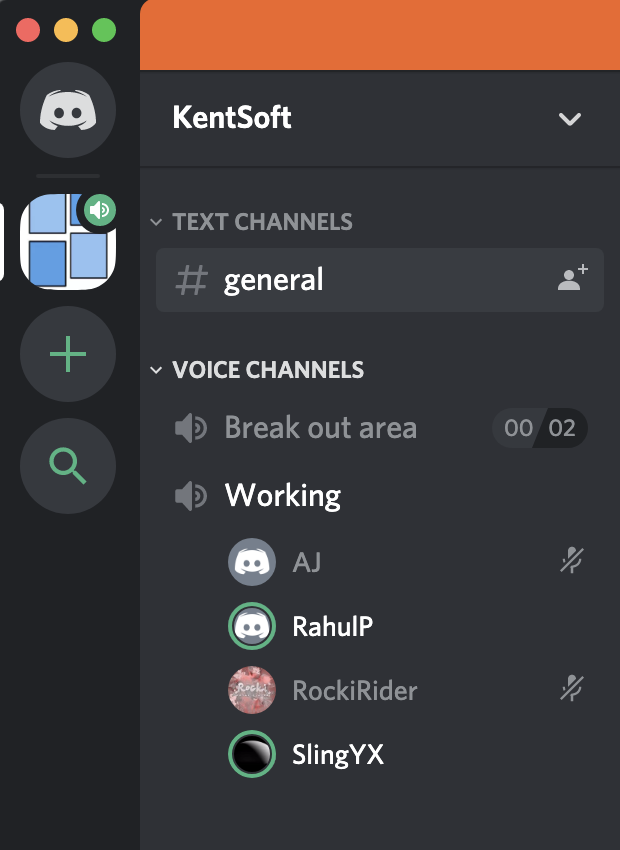 KentSoft
TEXT CHANNELS
# general
VOICE CHANNELS
Break out area 00 02
Working
AJ
RahulP
RockiRider
SlingYX